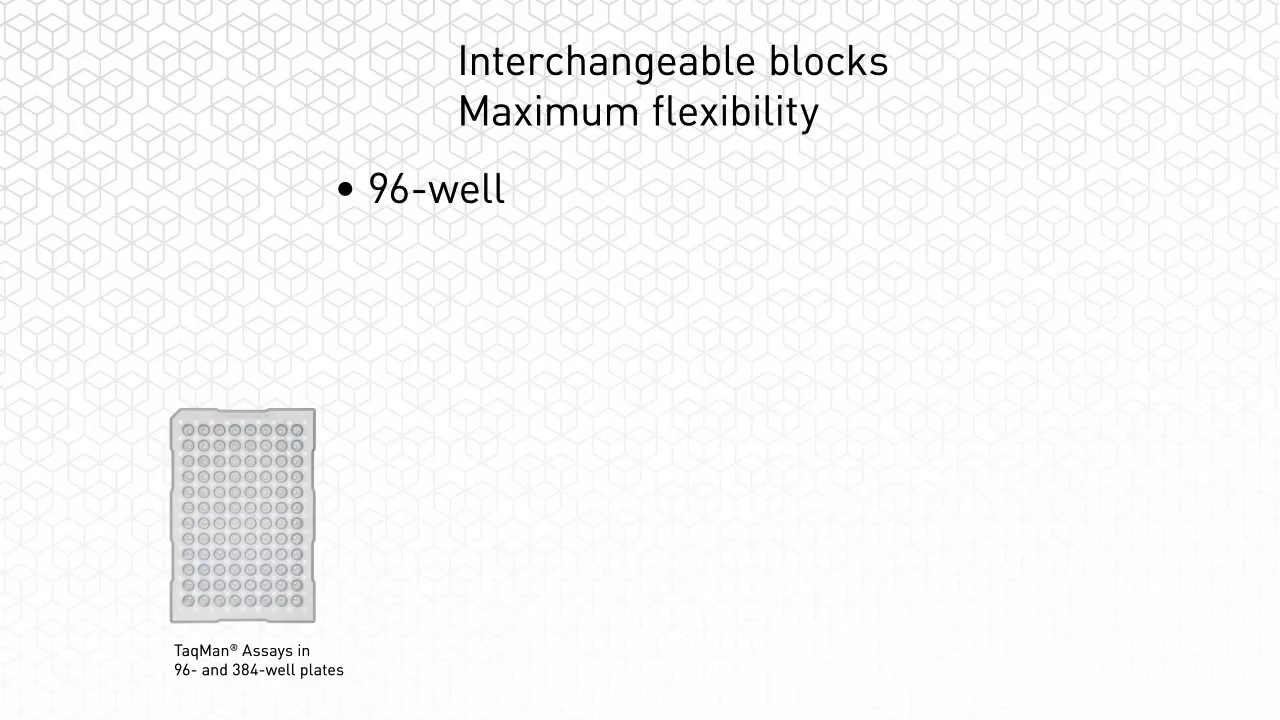 Interchangeable blocks
Maximum flexibility
• 96-well
TaqMan® Assays in
96- and 384-well plates